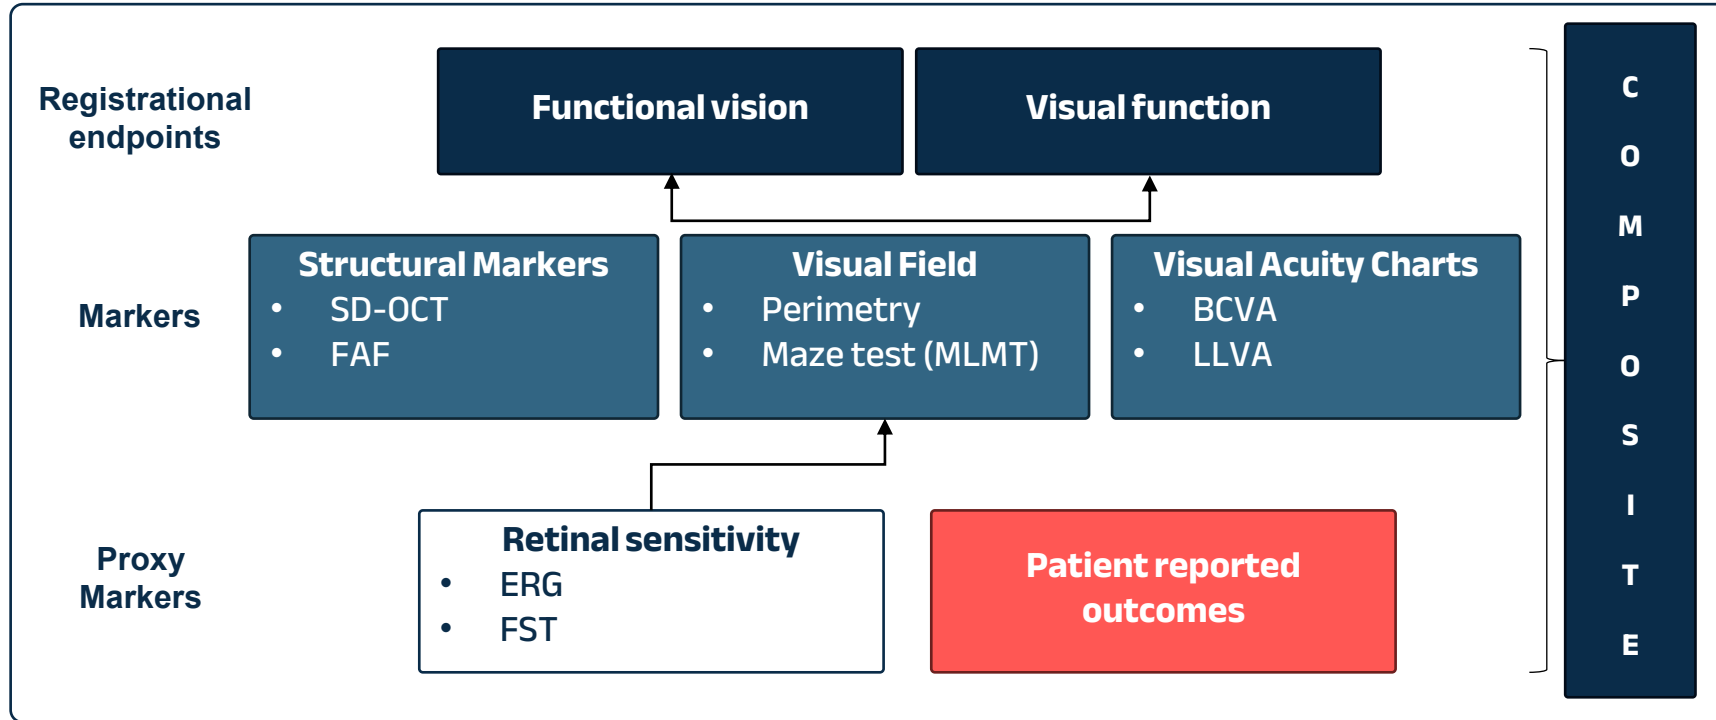 Registrational
endpoints
Functional vision
Visual function
Markers
Structural Markers
• SD-OCT
• FAF
Visual Field
• Perimetry
• Maze test (MLMT)
Visual Acuity Charts
• BCVA
• LLVA
Proxy
Markers
Retinal sensitivity
• ERG
• FST
Patient reported
outcomes
C
O
M
P
O
S
I
T
E